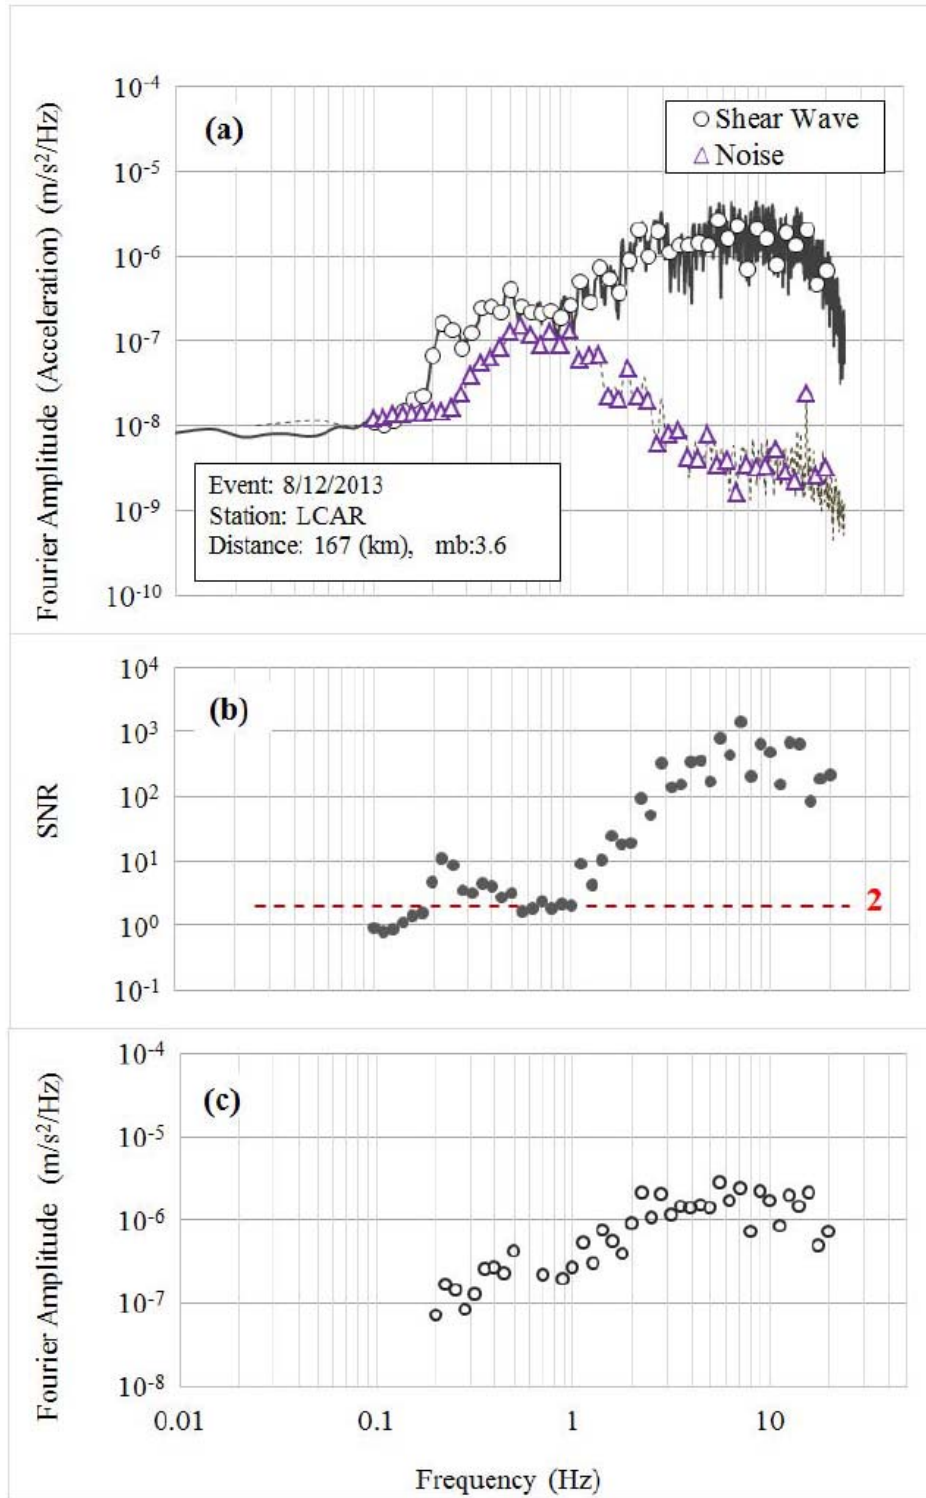 (a)
Shear Wave
Noise
Fourier Amplitude (Acceleration) (m/s²/Hz)
10⁻⁴
10⁻⁵
10⁻⁶
10⁻⁷
10⁻⁸
10⁻⁹
10⁻¹⁰
Event: 8/12/2013
Station: LCAR
Distance: 167 (km), mb:3.6
(b)
SNR
10⁴
10³
10²
10¹
10⁰
10⁻¹
2
(c)
Fourier Amplitude (m/s²/Hz)
10⁻⁴
10⁻⁵
10⁻⁶
10⁻⁷
10⁻⁸
0.01 0.1 1 10
Frequency (Hz)